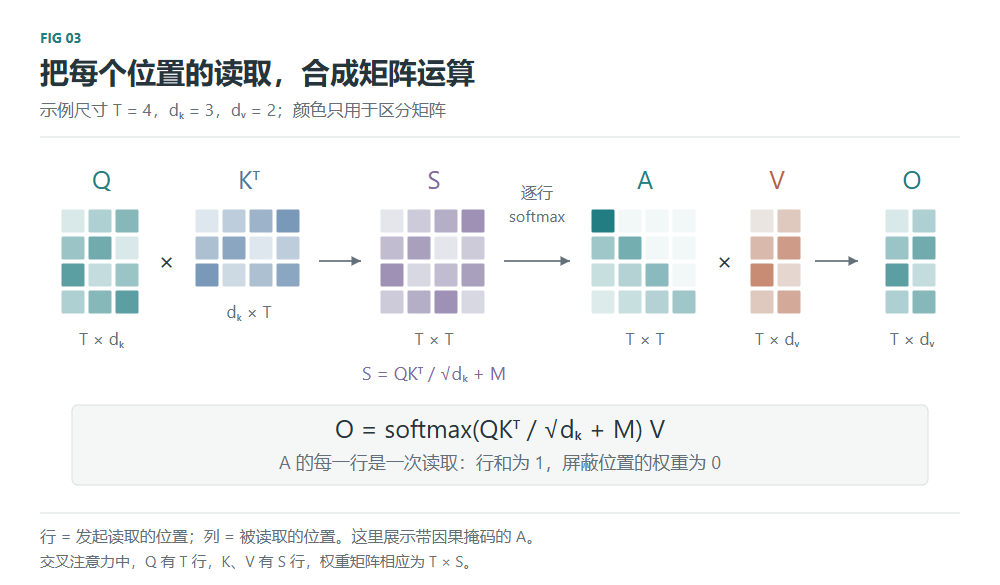 FIG 03
把每个位置的读取，合成矩阵运算
示例尺寸 T = 4，dₖ = 3，dᵥ = 2；颜色只用于区分矩阵
Q
Kᵀ
S
逐行
softmax
A
V
O
×
×
T × dₖ
dₖ × T
T × T
T × T
T × dᵥ
T × dᵥ
S = QKᵀ / √dₖ + M
O = softmax(QKᵀ / √dₖ + M) V
A 的每一行是一次读取：行和为 1，屏蔽位置的权重为 0
行 = 发起读取的位置；列 = 被读取的位置。这里展示带因果掩码的 A。
交叉注意力中，Q 有 T 行，K、V 有 S 行，权重矩阵相应为 T × S。